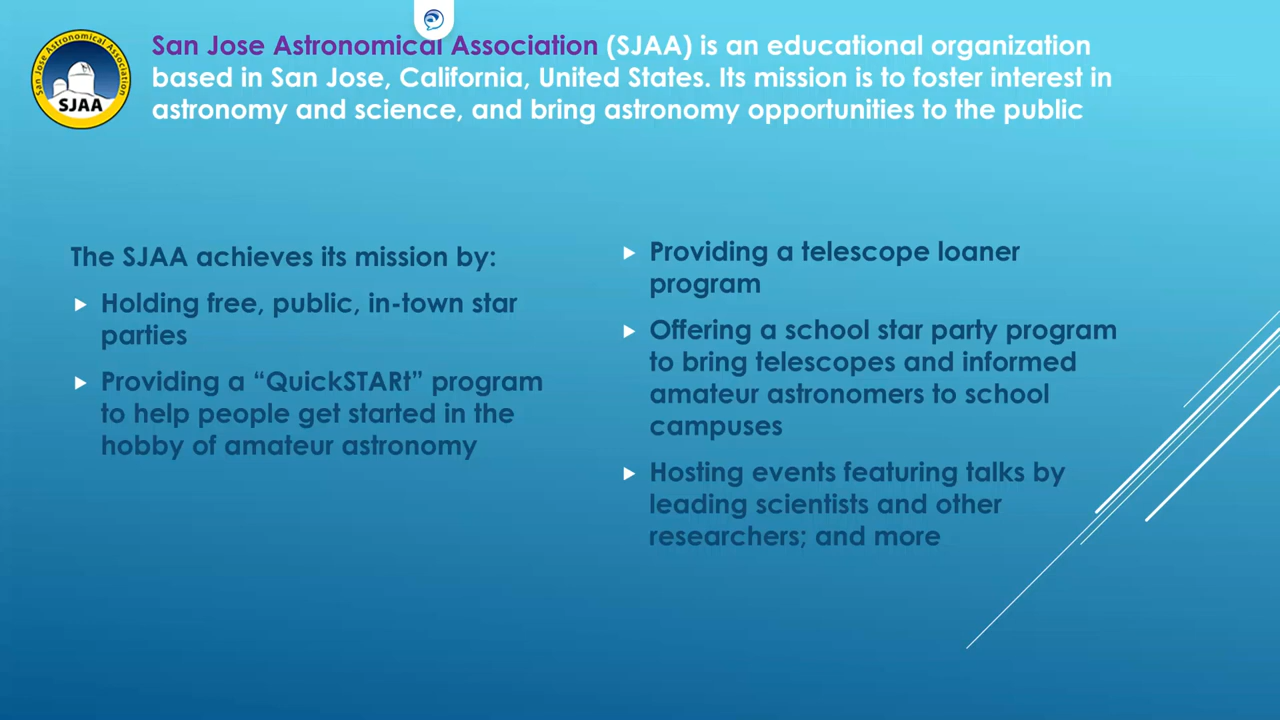 San Jose Astronomical Association
SJAA
San Jose Astronomical Association (SJAA) is an educational organization
based in San Jose, California, United States. Its mission is to foster interest in
astronomy and science, and bring astronomy opportunities to the public
The SJAA achieves its mission by:
Holding free, public, in-town star
parties
Providing a “QuickSTARt” program
to help people get started in the
hobby of amateur astronomy
Providing a telescope loaner
program
Offering a school star party program
to bring telescopes and informed
amateur astronomers to school
campuses
Hosting events featuring talks by
leading scientists and other
researchers; and more